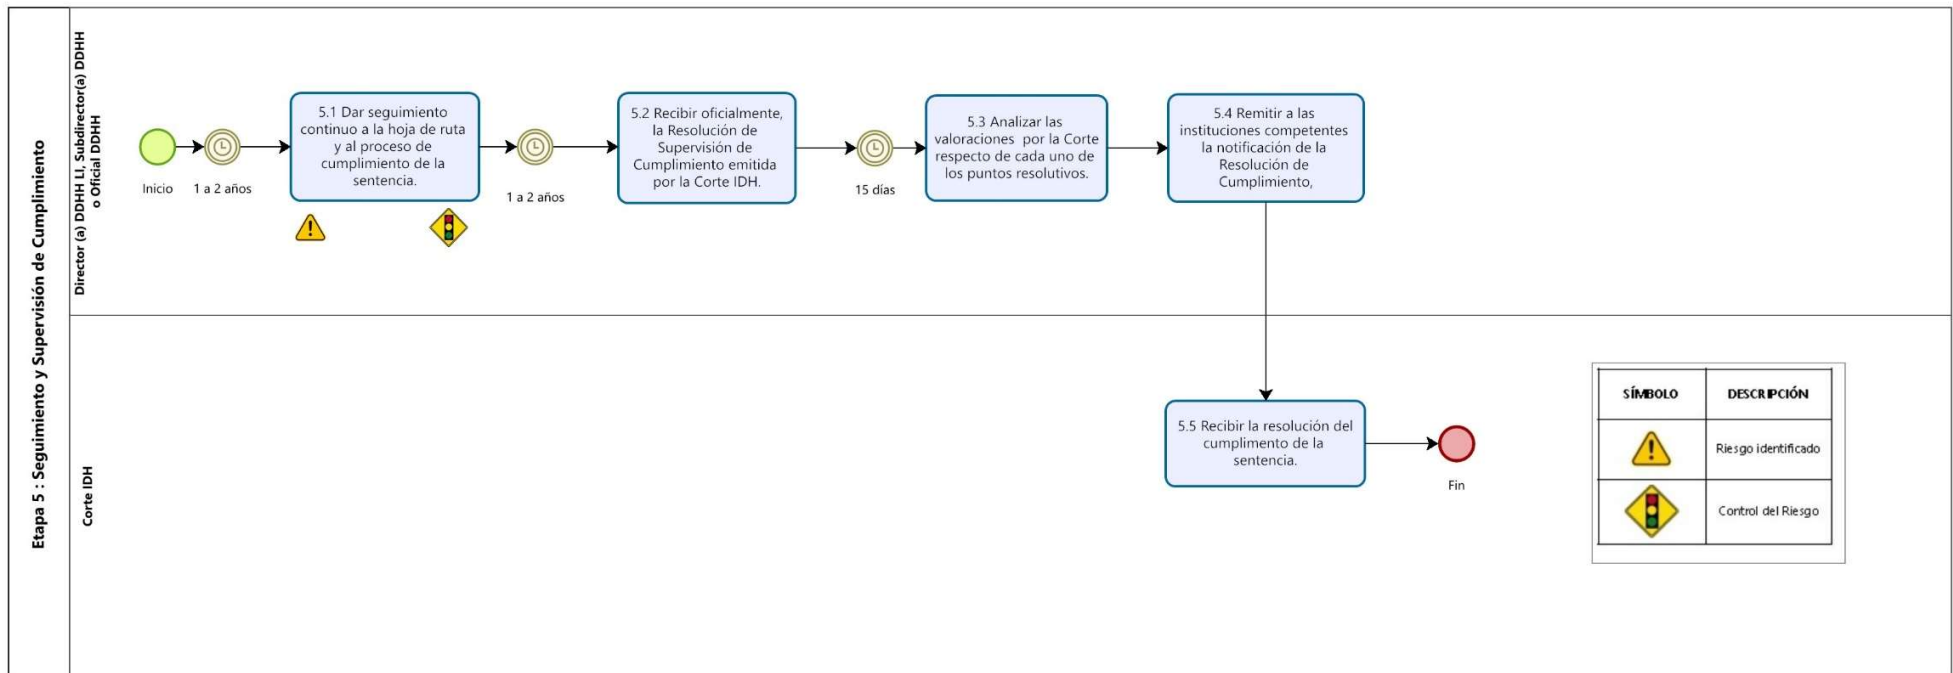 Etapa 5 : Seguimiento y Supervisión de Cumplimiento
Director (a) DDHH LI, Subdirector(a) DDHH
o Oficial DDHH
Inicio
1 a 2 años
5.1 Dar seguimiento
continuo a la hoja de ruta
y al proceso de
cumplimiento de la
sentencia.
1 a 2 años
5.2 Recibir oficialmente,
la Resolución de
Supervisión de
Cumplimiento emitida
por la Corte IDH.
15 días
5.3 Analizar las
valoraciones por la Corte
respecto de cada uno de
los puntos resolutivos.
5.4 Remitir a las
instituciones competentes
la notificación de la
Resolución de
Cumplimiento,
Corte IDH
5.5 Recibir la resolución del
cumplimento de la
sentencia.
Fin
SÍMBOLO DESCRIPCIÓN
Riesgo identificado
Control del Riesgo